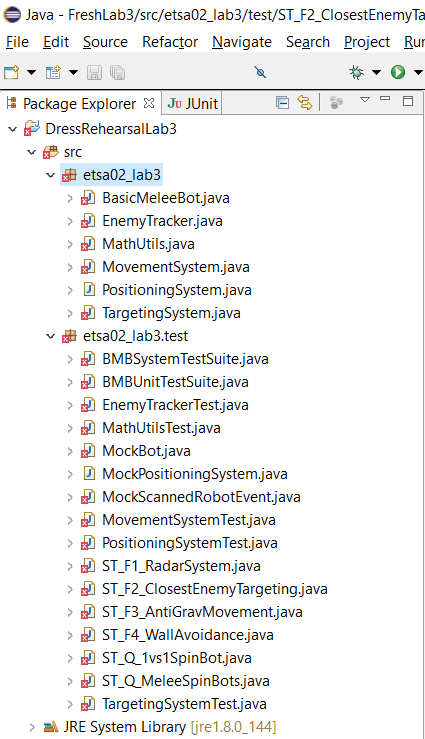 Java - FreshLab3/src/etsa02_lab3/test/ST_F2_ClosestEnemyTa
File Edit Source Refactor Navigate Search Project Ru
Package Explorer JUnit
DressRehearsalLab3
src
etsa02_lab3
BasicMeleeBot.java
EnemyTracker.java
MathUtils.java
MovementSystem.java
PositioningSystem.java
TargetingSystem.java
etsa02_lab3.test
BMBSystemTestSuite.java
BMBUnitTestSuite.java
EnemyTrackerTest.java
MathUtilsTest.java
MockBot.java
MockPositioningSystem.java
MockScannedRobotEvent.java
MovementSystemTest.java
PositioningSystemTest.java
ST_F1_RadarSystem.java
ST_F2_ClosestEnemyTargeting.java
ST_F3_AntiGravMovement.java
ST_F4_WallAvoidance.java
ST_Q_1vs1SpinBot.java
ST_Q_MeleeSpinBots.java
TargetingSystemTest.java
JRE System Library [jre1.8.0_144]